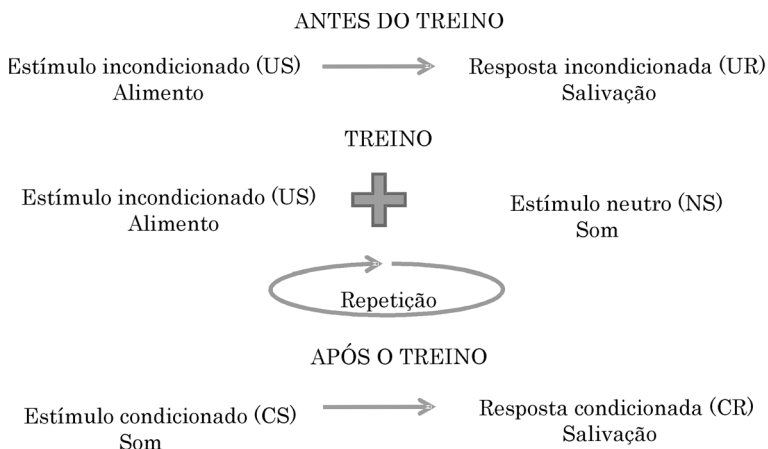 ANTES DO TREINO
Estímulo incondicionado (US)
Alimento
Resposta incondicionada (UR)
Salivação
TREINO
Estímulo incondicionado (US)
Alimento
Estímulo neutro (NS)
Som
Repetição
APÓS O TREINO
Estímulo condicionado (CS)
Som
Resposta condicionada (CR)
Salivação